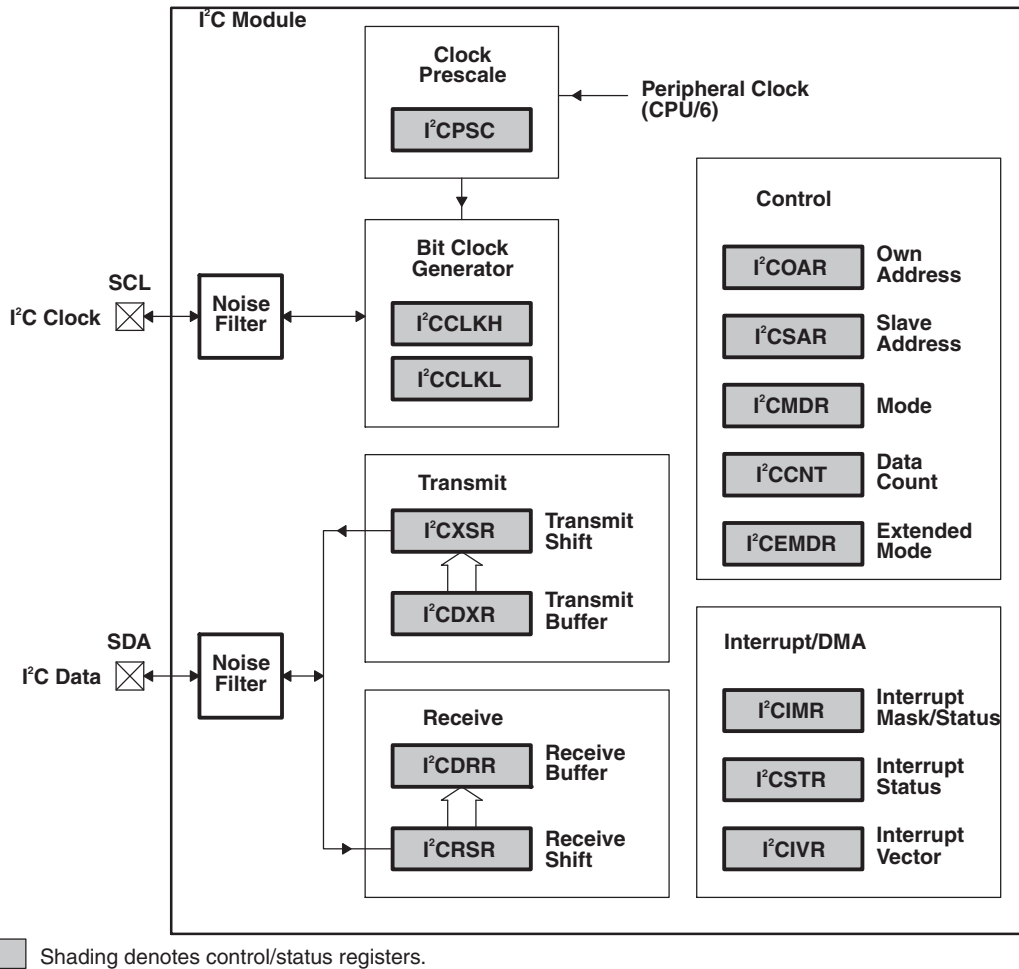 I²C Module
Clock
Prescale
I²CPSC
Peripheral Clock
(CPU/6)
Bit Clock
Generator
I²CCLKH
I²CCLKL
SCL
I²C Clock
Noise
Filter
Control
I²COAR
Own
Address
I²CSAR
Slave
Address
I²CMDR
Mode
I²CCNT
Data
Count
I²CEMDR
Extended
Mode
Transmit
I²CXSR
Transmit
Shift
I²CDXR
Transmit
Buffer
SDA
I²C Data
Noise
Filter
Receive
I²CDRR
Receive
Buffer
I²CRSR
Receive
Shift
Interrupt/DMA
I²CIMR
Interrupt
Mask/Status
I²CSTR
Interrupt
Status
I²CIVR
Interrupt
Vector
Shading denotes control/status registers.